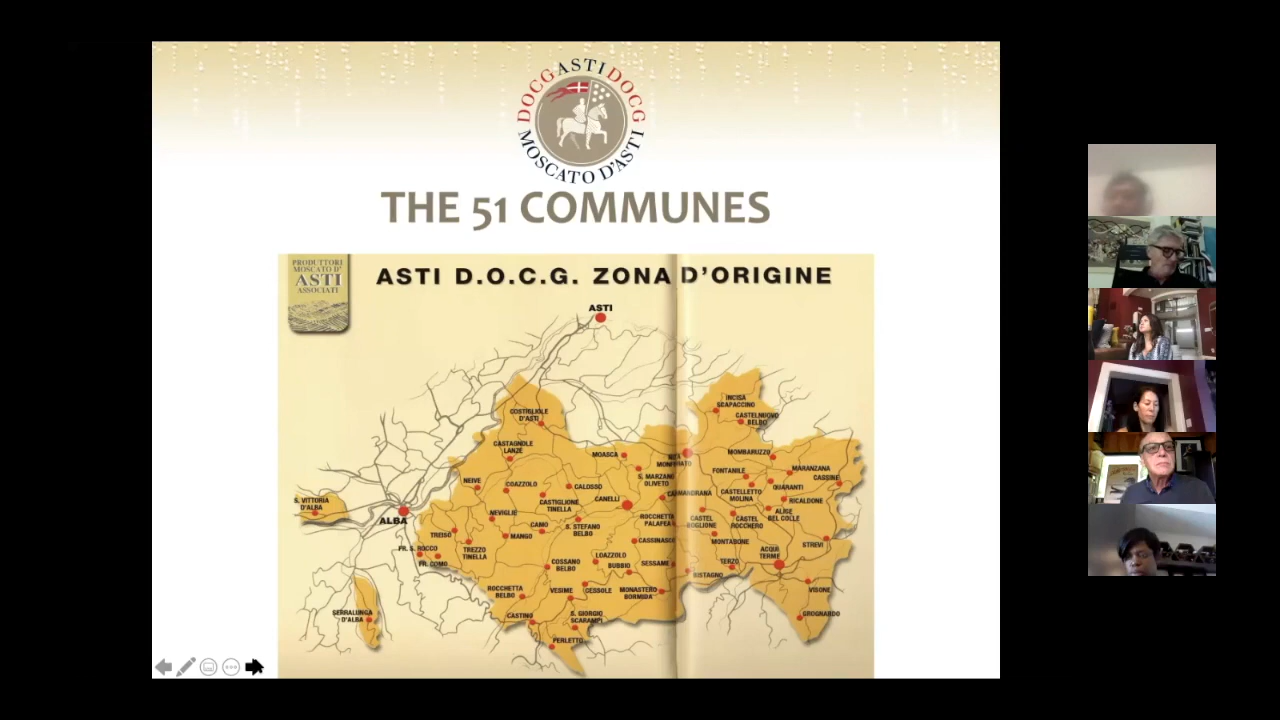 DOCG ASTI DOCG
MOSCATO D'ASTI
THE 51 COMMUNES
PRODUTTORI
MOSCATO D'
ASTI
ASSOCIATI
ASTI D.O.C.G. ZONA D'ORIGINE
ASTI
INCISA
SCAPACCINO
COSTIGLIOLE
D'ASTI
CASTELNUOVO
BELBO
CASTAGNOLE
LANZE
MOASCA
MOMBARUZZO
S. MARZANO
OLIVETO
FONTANILE
MARANZANA
CASSINE
NEIVE
COAZZOLO
CALOSSO
CANELLI
CASTIGLIONE
TINELLA
CASTELLETTO
MOLINA
QUARANTI
RICALDONE
S. VITTORIA
D'ALBA
ALBA
NEVIGLIE
CAMO
S. STEFANO
BELBO
ROCCHETTA
PALAFEA
CASTEL
BOGLIONE
CASTEL
ROCCHERO
ALICE
BEL COLLE
TREISO
MANGO
CASSINASCO
MONTABONE
STREVI
FR. S. ROCCO
FR. COMO
TREZZO
TINELLA
COSSANO
BELBO
LOAZZOLO
BUBBIO
SESSAME
BISTAGNO
TERZO
ACQUI
TERME
ROCCHETTA
BELBO
VESIME
CESSOLE
MONASTERO
BORMIDA
VISONE
SERRALUNGA
D'ALBA
CASTINO
S. GIORGIO
SCARAMPI
GROGNARDO
PERLETTO